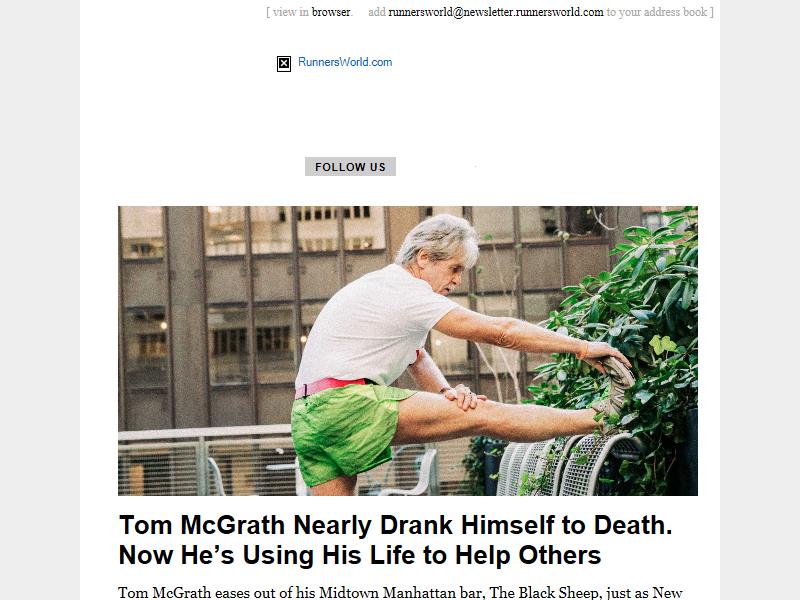 [ view in browser. add runnersworld@newsletter.runnersworld.com to your address book ]
RunnersWorld.com
FOLLOW US
Tom McGrath Nearly Drank Himself to Death.
Now He’s Using His Life to Help Others
Tom McGrath eases out of his Midtown Manhattan bar, The Black Sheep, just as New